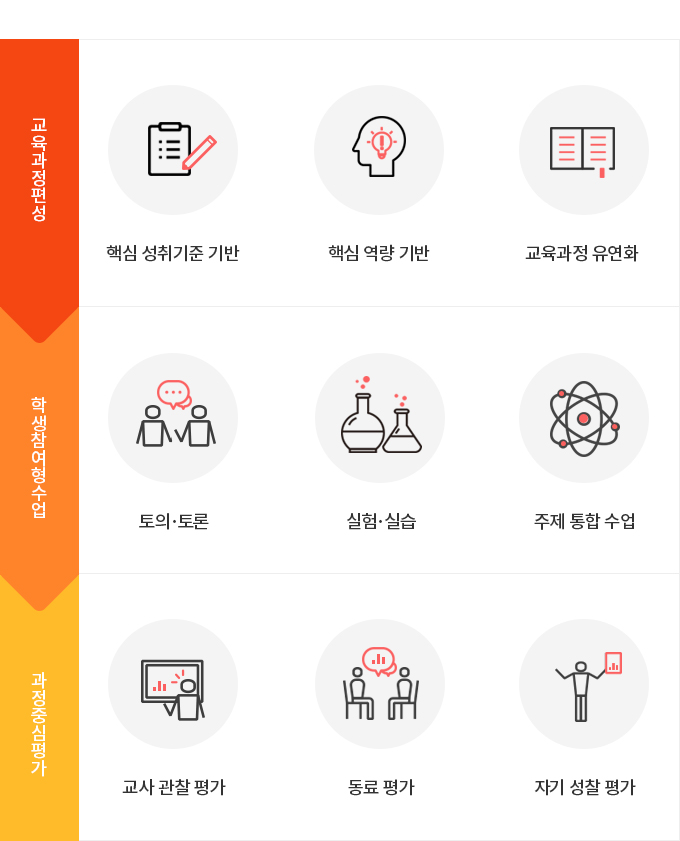 교육과정편성
핵심 성취기준 기반
핵심 역량 기반
교육과정 유연화
학생참여형수업
토의·토론
실험·실습
주제 통합 수업
과정중심평가
교사 관찰 평가
동료 평가
자기 성찰 평가